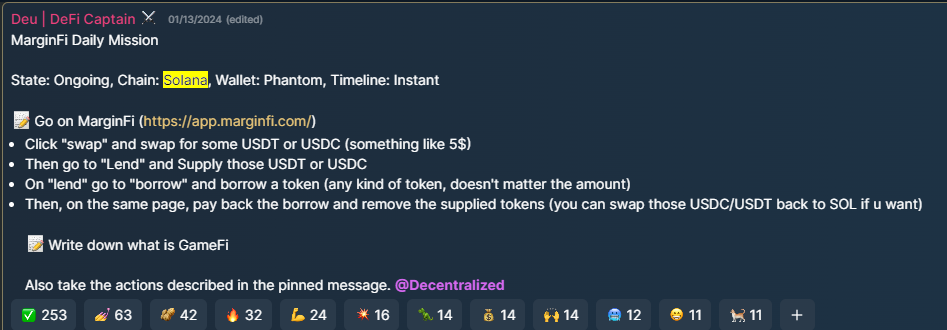 Deu | DeFi Captain ⚔ 01/13/2024 (edited)
MarginFi Daily Mission
State: Ongoing, Chain: Solana, Wallet: Phantom, Timeline: Instant
📝 Go on MarginFi (https://app.marginfi.com/)
• Click "swap" and swap for some USDT or USDC (something like 5$)
• Then go to "Lend" and Supply those USDT or USDC
• On "lend" go to "borrow" and borrow a token (any kind of token, doesn't matter the amount)
• Then, on the same page, pay back the borrow and remove the supplied tokens (you can swap those USDC/USDT back to SOL if u want)
📝 Write down what is GameFi
Also take the actions described in the pinned message. @Decentralized
✅ 253 💅 63 🐆 42 🔥 32 💪 24 💥 16 🦎 14 💰 14 🙌 14 🥶 12 😁 11 🐕 11 +